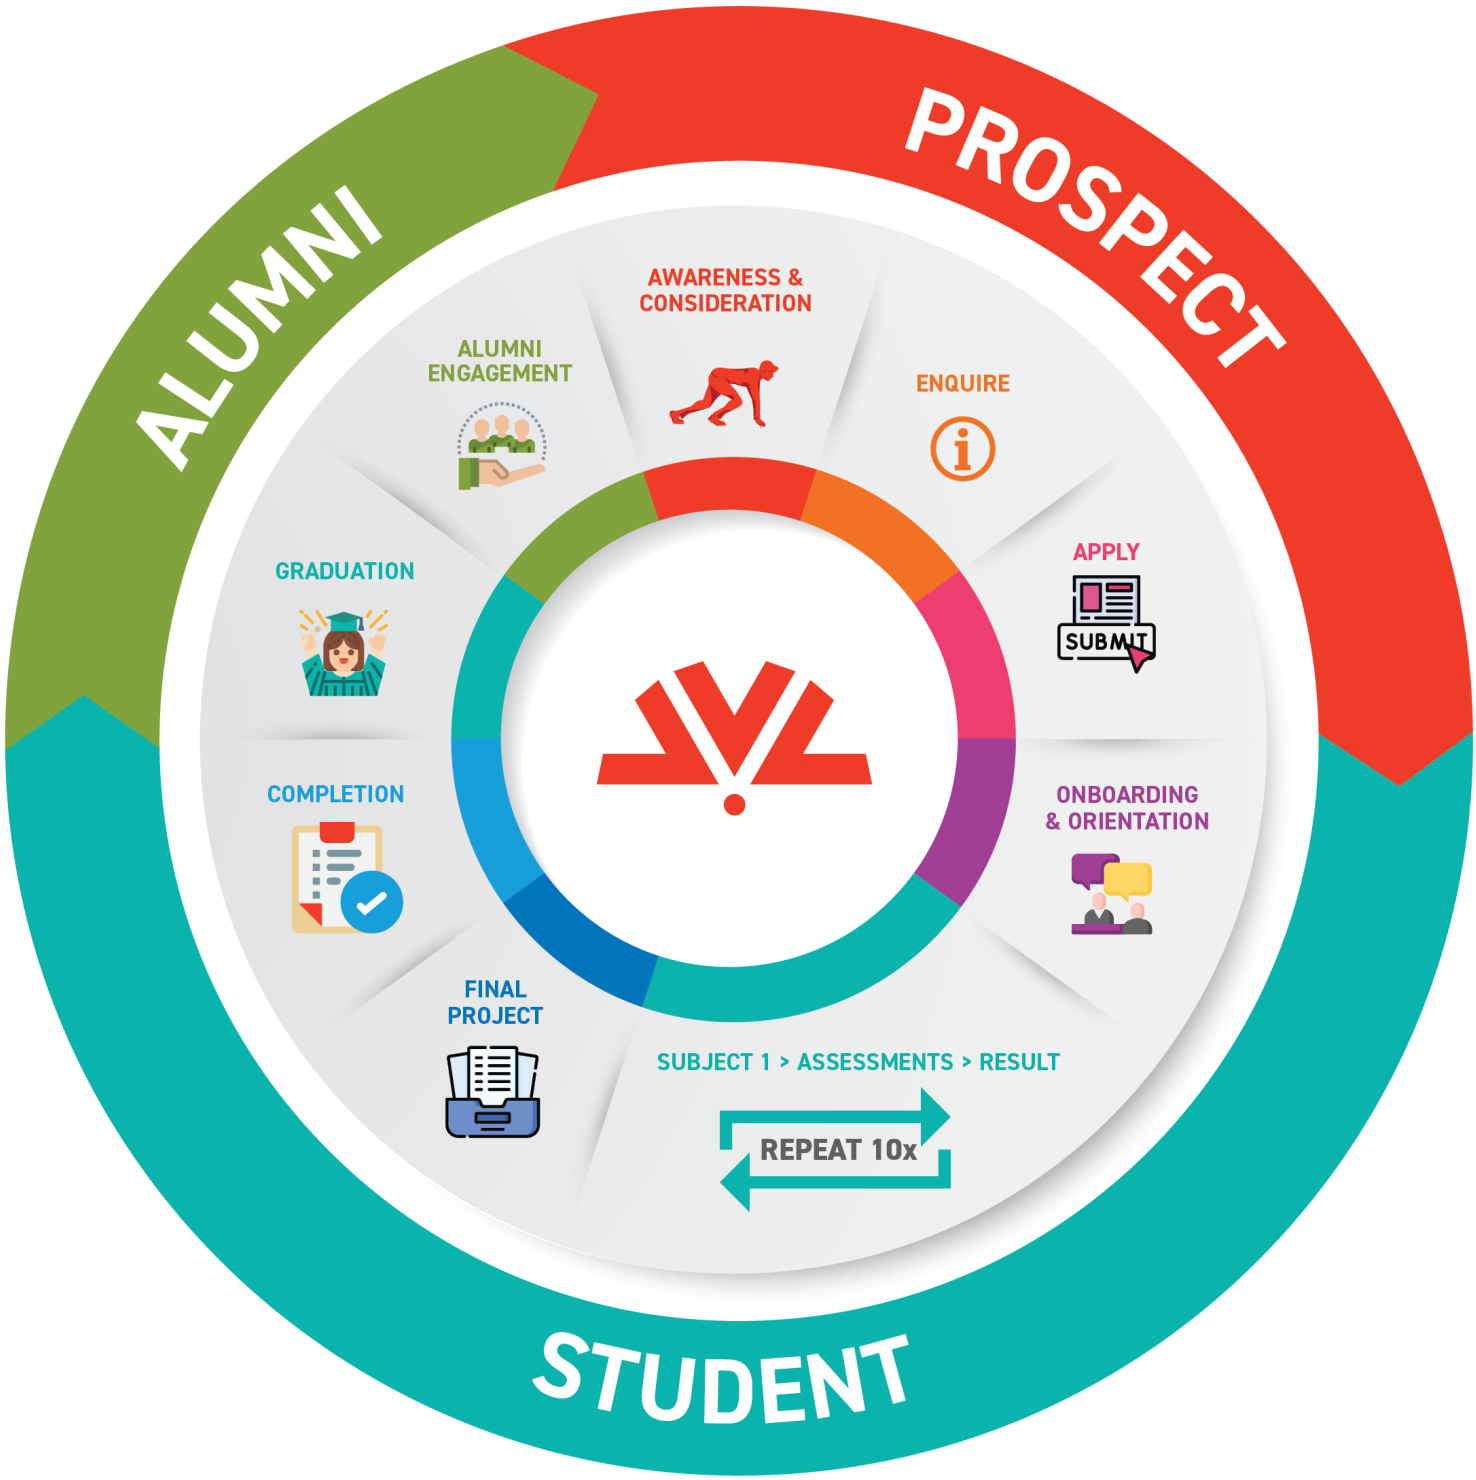 PROSPECT
STUDENT
ALUMNI
AWARENESS &
CONSIDERATION
ENQUIRE
APPLY
SUBMIT
ONBOARDING
& ORIENTATION
SUBJECT 1 > ASSESSMENTS > RESULT
REPEAT 10x
FINAL
PROJECT
COMPLETION
GRADUATION
ALUMNI
ENGAGEMENT